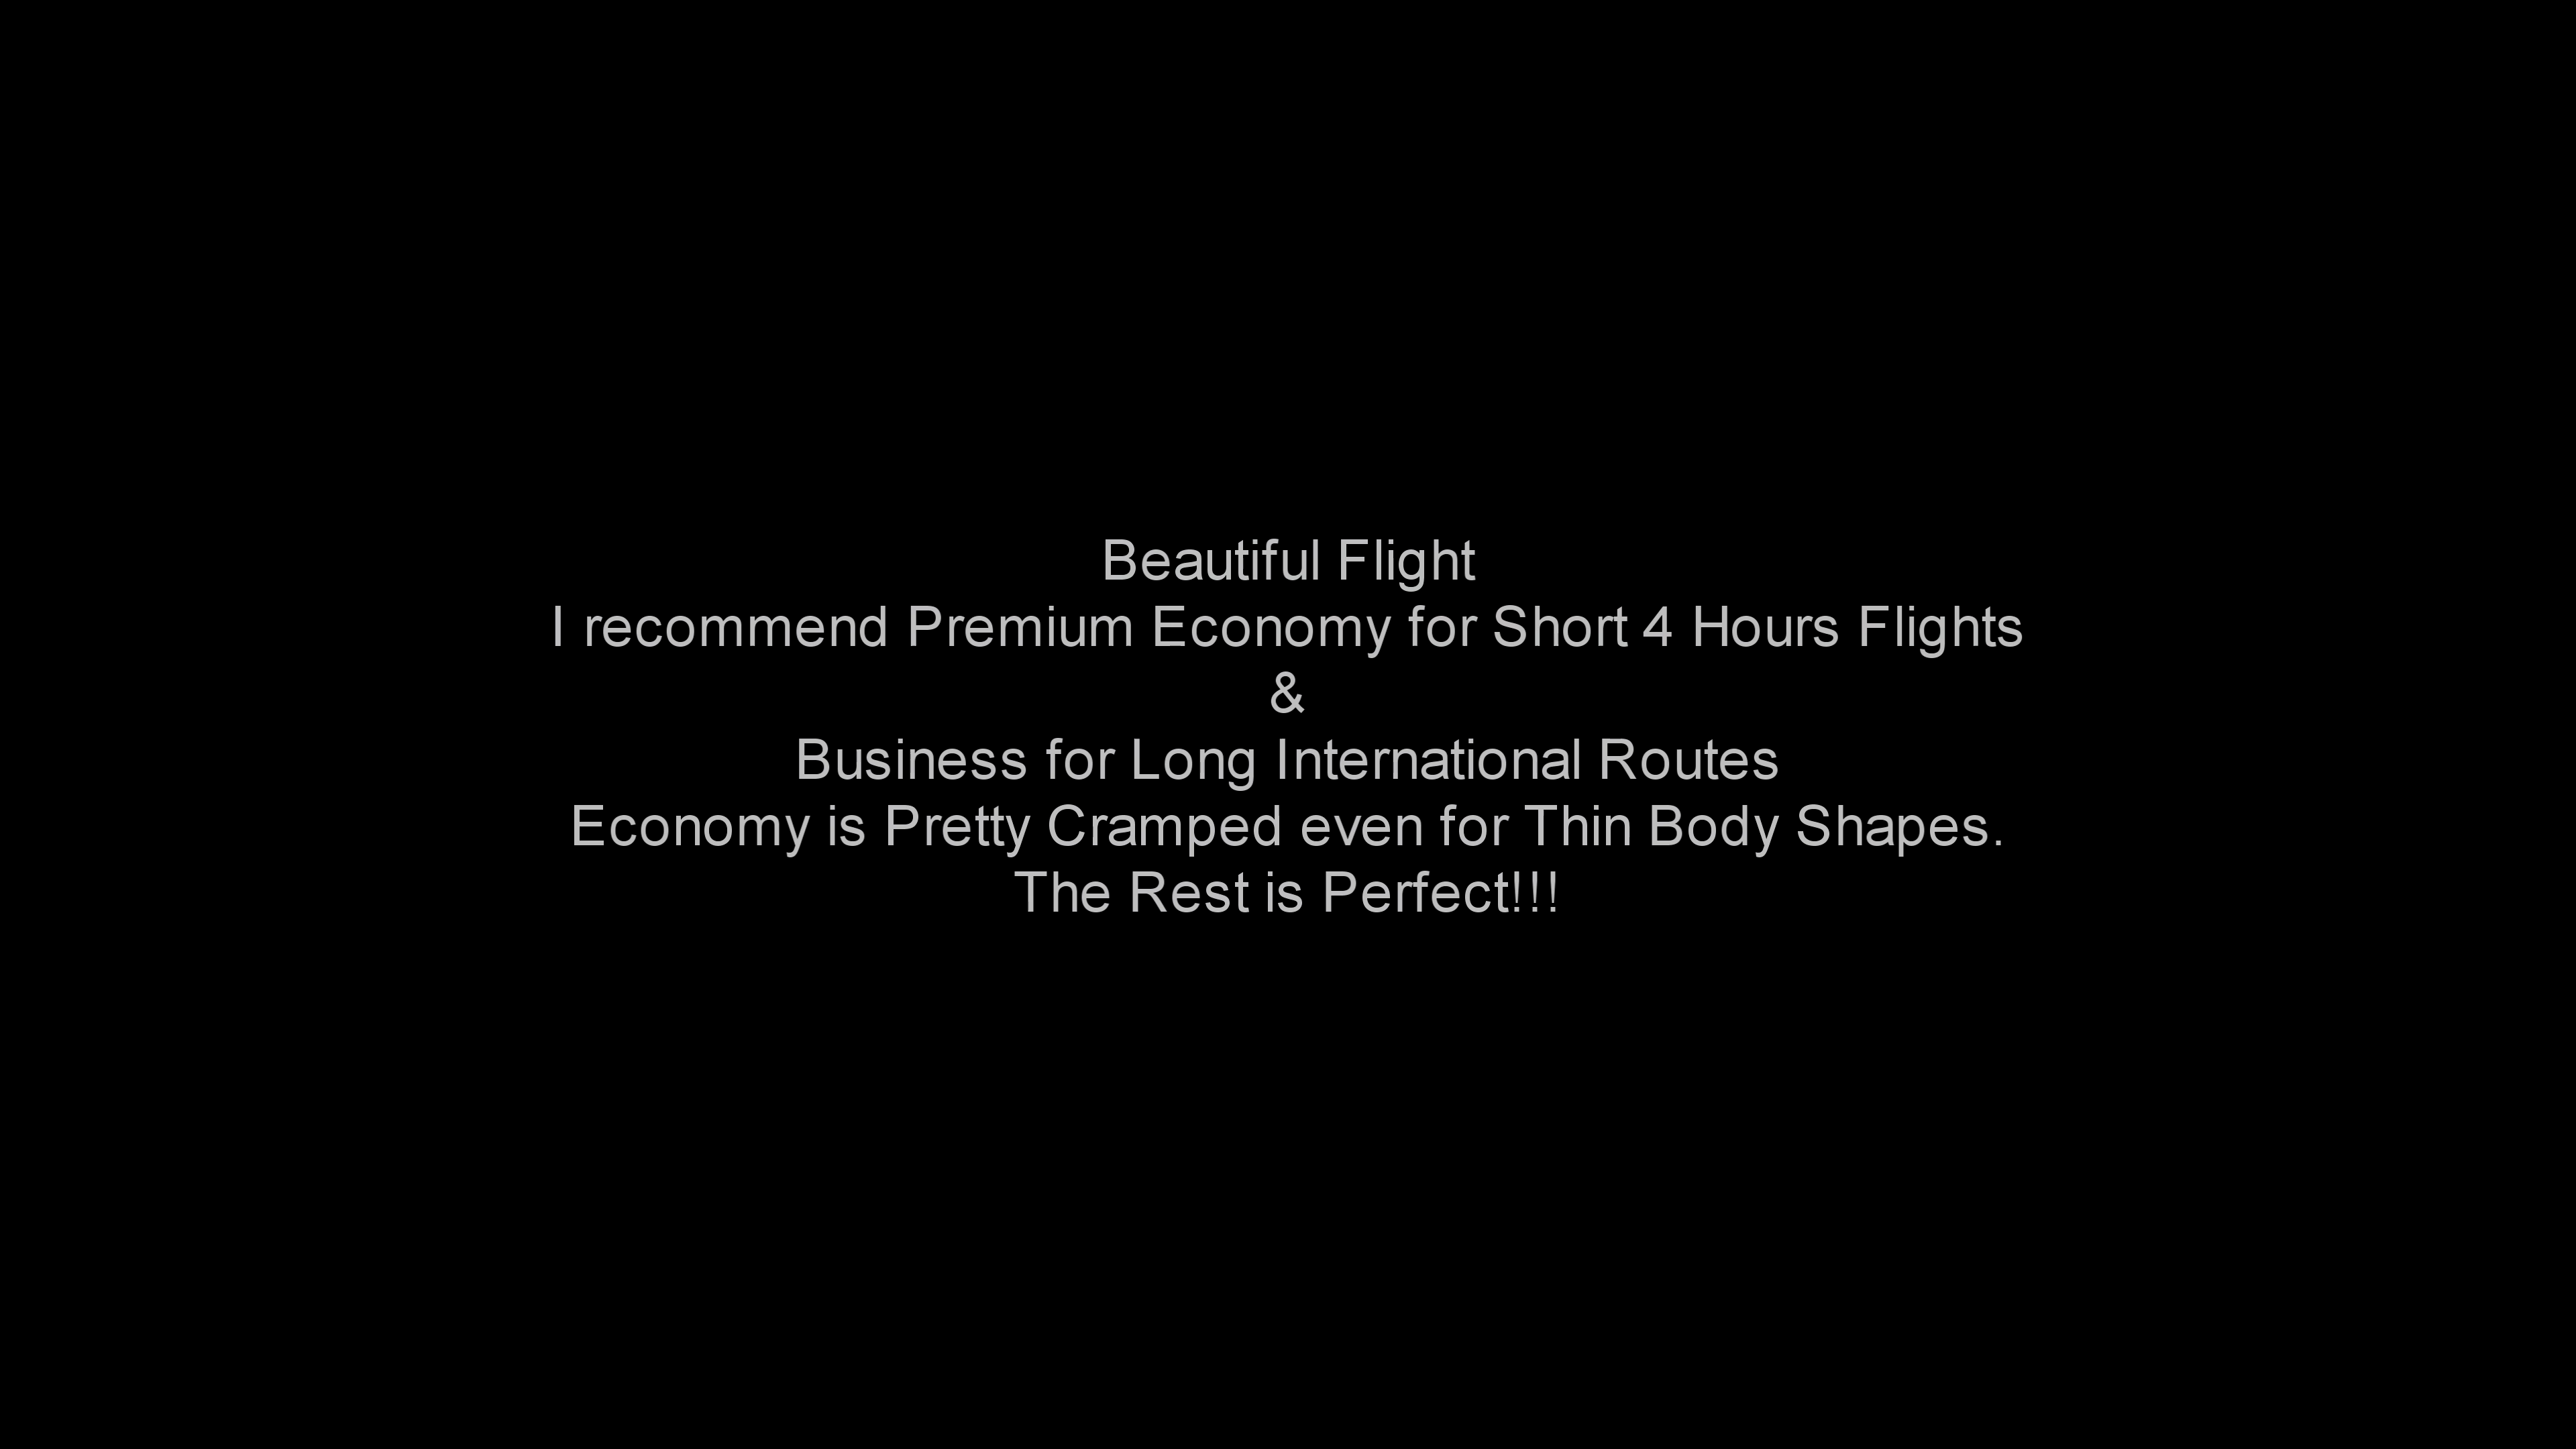 Beautiful Flight
I recommend Premium Economy for Short 4 Hours Flights
&
Business for Long International Routes
Economy is Pretty Cramped even for Thin Body Shapes.
The Rest is Perfect!!!